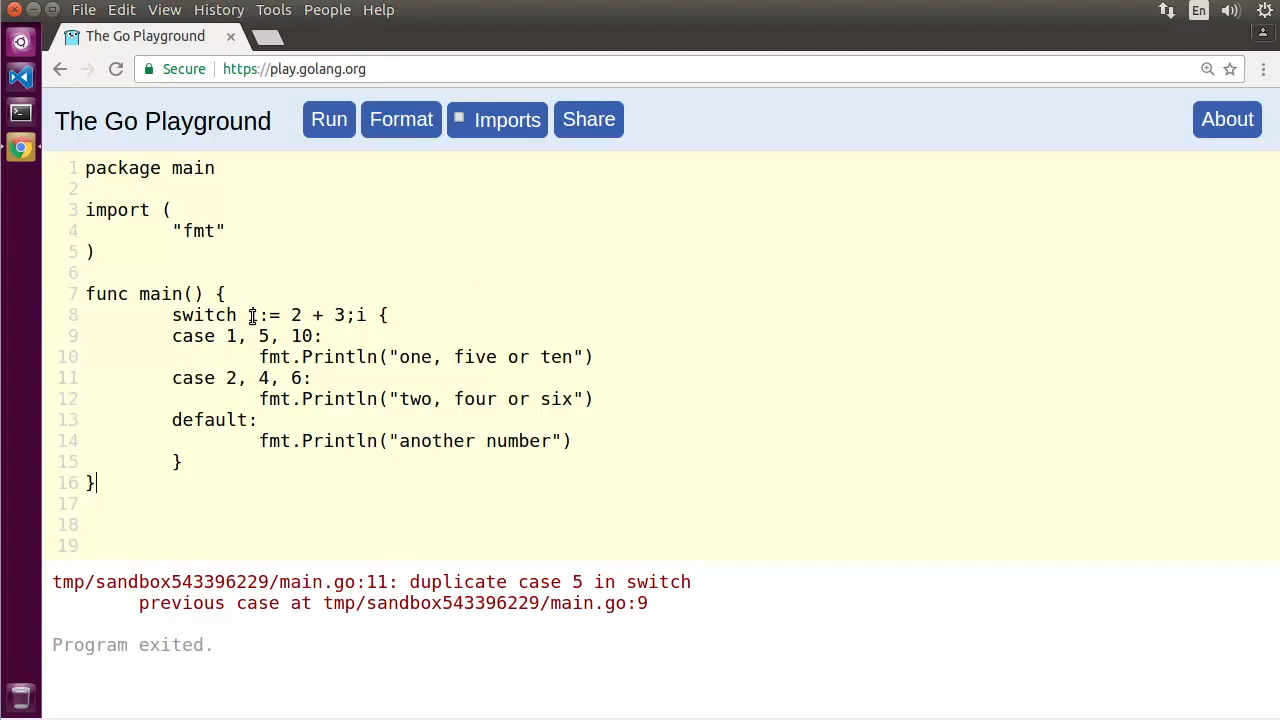 File Edit View History Tools People Help
En
The Go Playground
Secure https://play.golang.org
The Go Playground Run Format Imports Share About
1 package main
2
3 import (
4 "fmt"
5 )
6
7 func main() {
8 switch i := 2 + 3;i {
9 case 1, 5, 10:
10 fmt.Println("one, five or ten")
11 case 2, 4, 6:
12 fmt.Println("two, four or six")
13 default:
14 fmt.Println("another number")
15 }
16 }
17
18
19
tmp/sandbox543396229/main.go:11: duplicate case 5 in switch
previous case at tmp/sandbox543396229/main.go:9
Program exited.